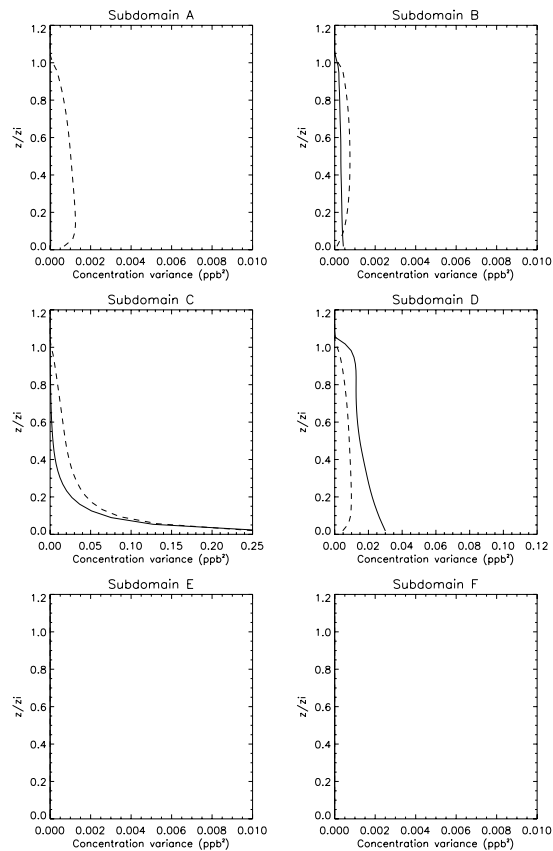 Subdomain A
1.2
1.0
0.8
0.6
0.4
0.2
0.0
z/zi
0.000 0.002 0.004 0.006 0.008 0.010
Concentration variance (ppb²)
Subdomain B
1.2
1.0
0.8
0.6
0.4
0.2
0.0
z/zi
0.000 0.002 0.004 0.006 0.008 0.010
Concentration variance (ppb²)
Subdomain C
1.2
1.0
0.8
0.6
0.4
0.2
0.0
z/zi
0.00 0.05 0.10 0.15 0.20 0.25
Concentration variance (ppb²)
Subdomain D
1.2
1.0
0.8
0.6
0.4
0.2
0.0
z/zi
0.00 0.02 0.04 0.06 0.08 0.10 0.12
Concentration variance (ppb²)
Subdomain E
1.2
1.0
0.8
0.6
0.4
0.2
0.0
z/zi
0.000 0.002 0.004 0.006 0.008 0.010
Concentration variance (ppb²)
Subdomain F
1.2
1.0
0.8
0.6
0.4
0.2
0.0
z/zi
0.000 0.002 0.004 0.006 0.008 0.010
Concentration variance (ppb²)